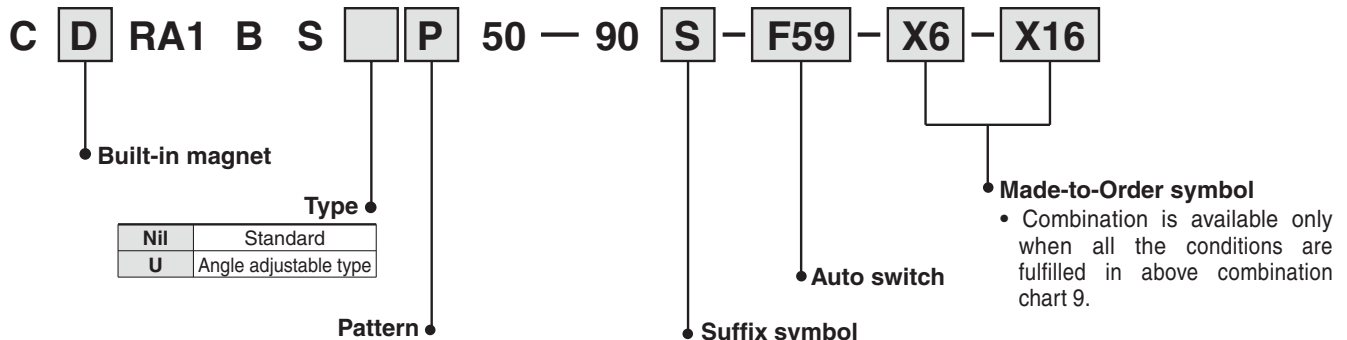 C D RA1 B S P 50 — 90 S – F59 – X6 – X16
Built-in magnet
Type
Nil Standard
U Angle adjustable type
Pattern
Suffix symbol
Auto switch
Made-to-Order symbol
• Combination is available only
when all the conditions are
fulfilled in above combination
chart 9.